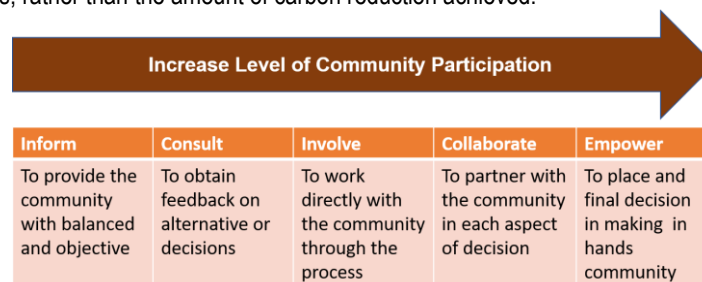 s, rather than the amount of carbon reduction achieved.
Increase Level of Community Participation
Inform
Consult
Involve
Collaborate
Empower
To provide the
community
with balanced
and objective
To obtain
feedback on
alternative or
decisions
To work
directly with
the community
through the
process
To partner with
the community
in each aspect
of decision
To place and
final decision
in making in
hands
community